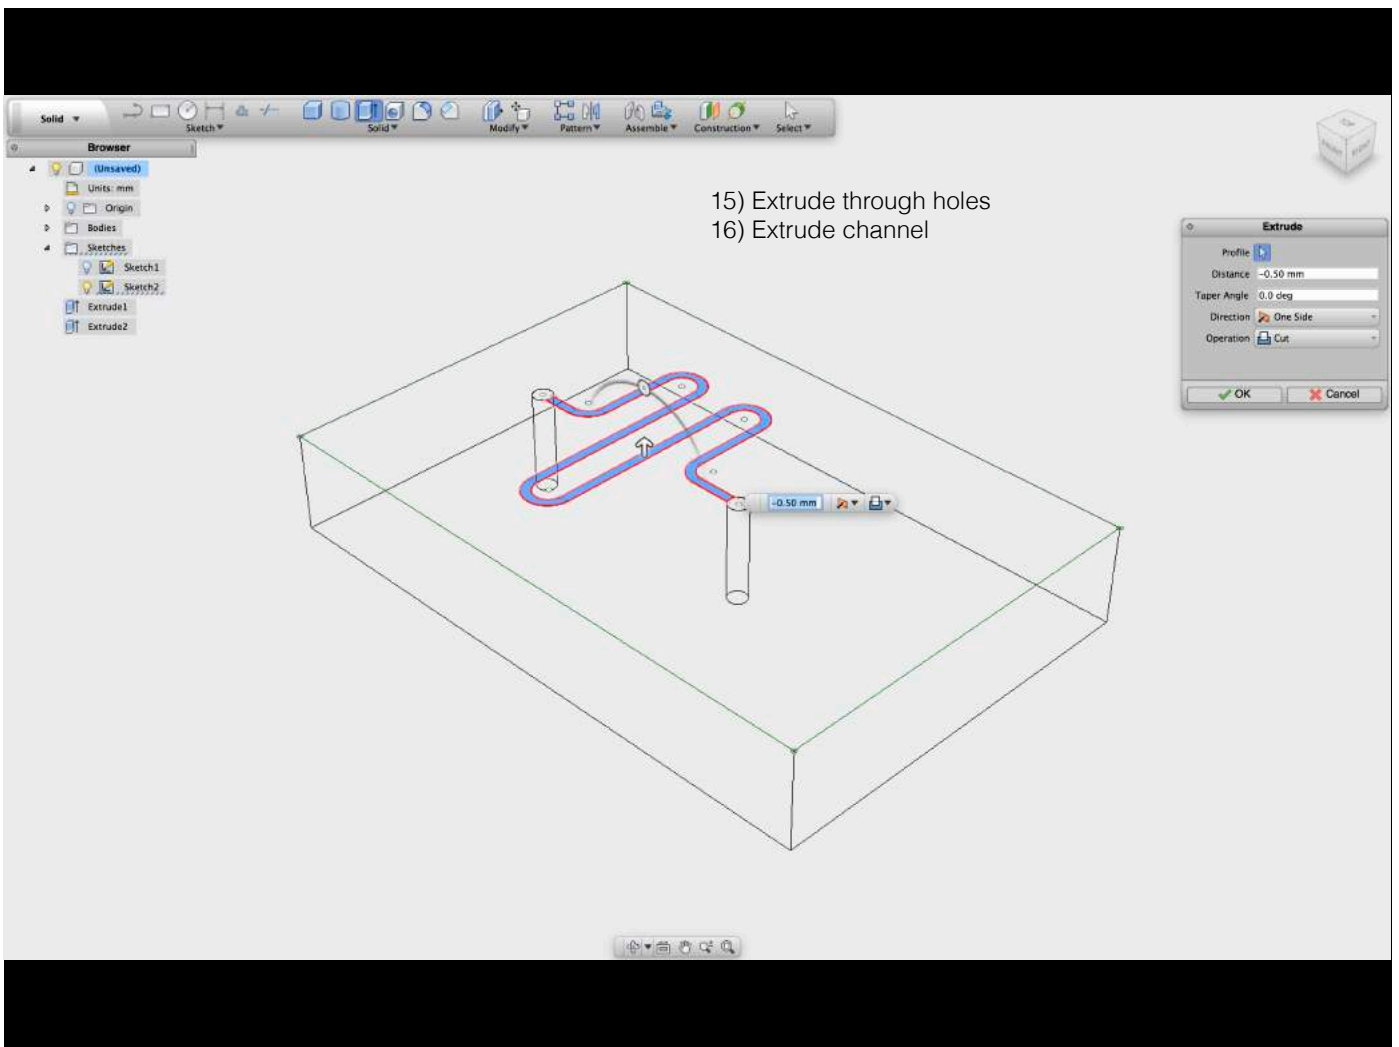 Solid
Sketch
Solid
Modify
Pattern
Assemble
Construction
Select
Browser
(Unsaved)
Units: mm
Origin
Bodies
Sketches
Sketch1
Sketch2
Extrude1
Extrude2
15) Extrude through holes
16) Extrude channel
Extrude
Profile
Distance -0.50 mm
Taper Angle 0.0 deg
Direction One Side
Operation Cut
OK Cancel
-0.50 mm